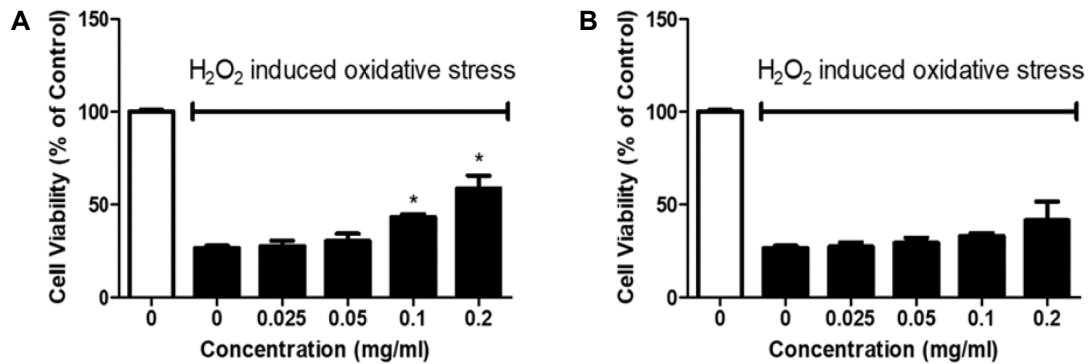 A
Cell Viability (% of Control)
150
100
50
0
H₂O₂ induced oxidative stress
*
*
0 0 0.025 0.05 0.1 0.2
Concentration (mg/ml)
B
Cell Viability (% of Control)
150
100
50
0
H₂O₂ induced oxidative stress
0 0 0.025 0.05 0.1 0.2
Concentration (mg/ml)